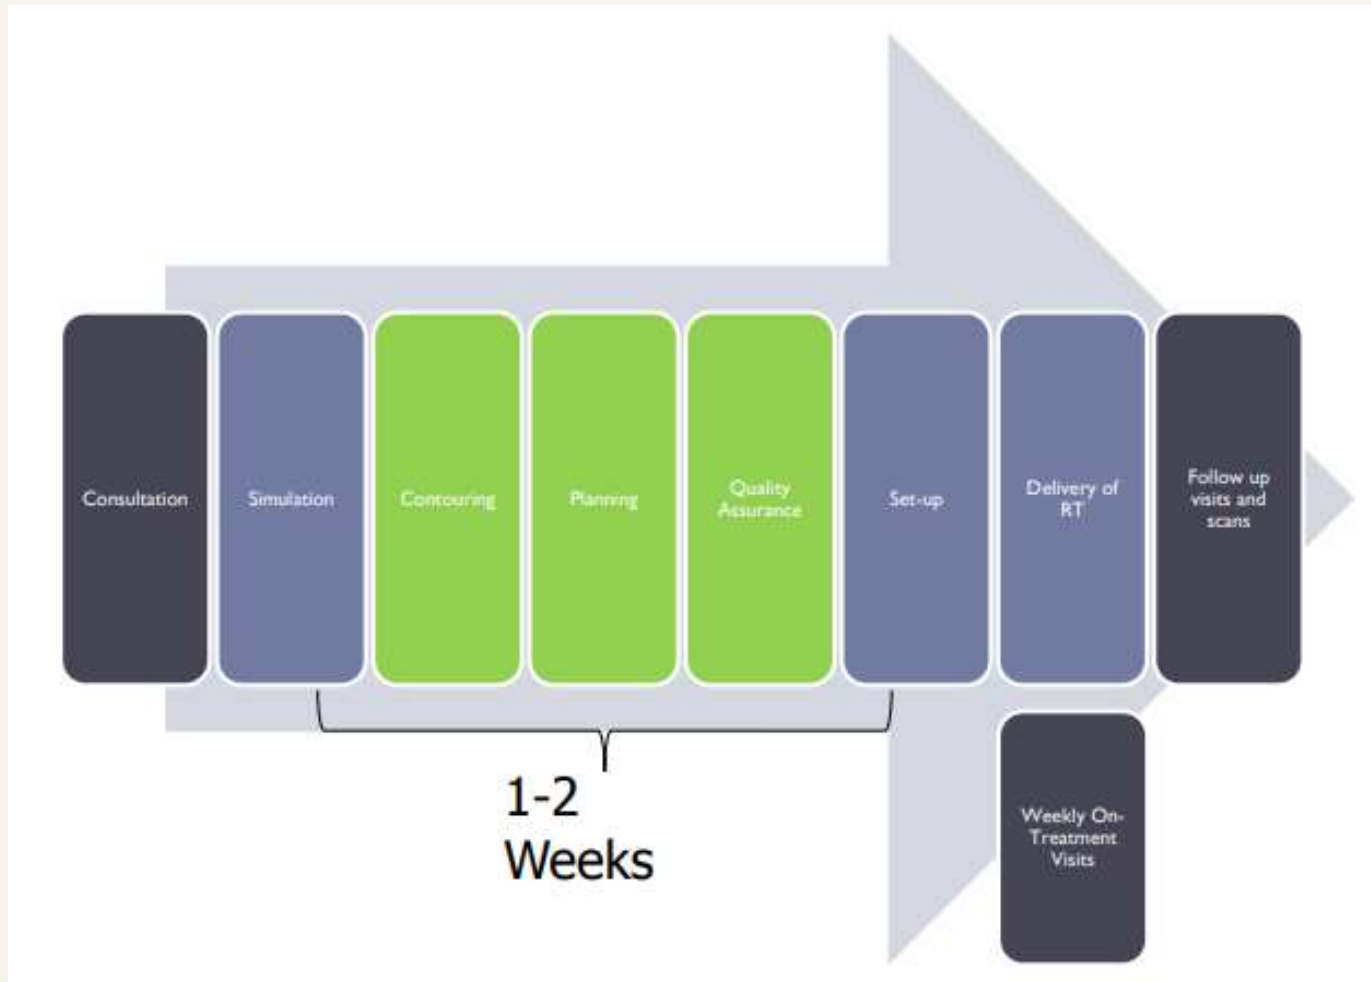 Consultation
Simulation
Contouring
Planning
Quality
Assurance
Set-up
Delivery of
RT
Follow up
visits and
scans
1-2
Weeks
Weekly On-
Treatment
Visits